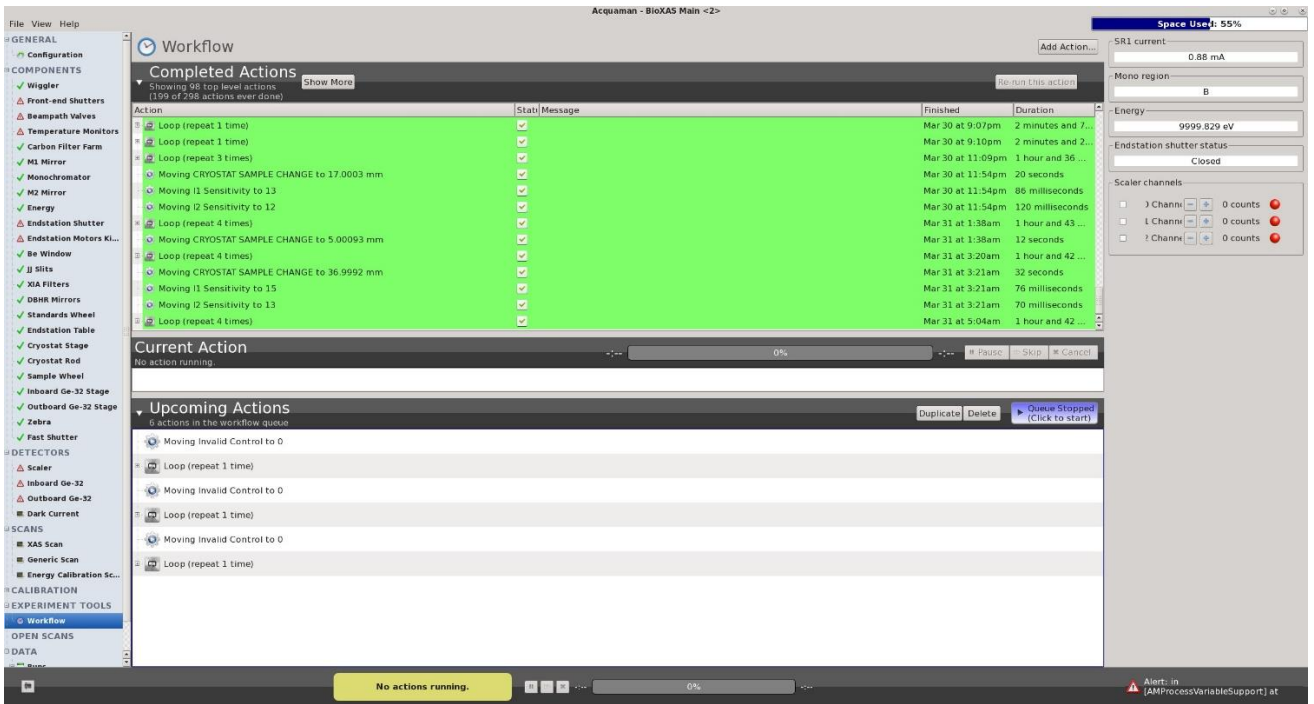 Acquaman - BioXAS Main <2>
File View Help
Space Used: 55%
GENERAL
Configuration
COMPONENTS
Wiggler
Front-end Shutters
Beampath Valves
Temperature Monitors
Carbon Filter Farm
M1 Mirror
Monochromator
M2 Mirror
Energy
Endstation Shutter
Endstation Motors Ki...
Be Window
JJ Slits
XIA Filters
DBHR Mirrors
Standards Wheel
Endstation Table
Cryostat Stage
Cryostat Rod
Sample Wheel
Inboard Ge-32 Stage
Outboard Ge-32 Stage
Zebra
Fast Shutter
DETECTORS
Scaler
Inboard Ge-32
Outboard Ge-32
Dark Current
SCANS
XAS Scan
Generic Scan
Energy Calibration Sc...
CALIBRATION
EXPERIMENT TOOLS
Workflow
OPEN SCANS
DATA
Runs
Workflow
Add Action...
Completed Actions
Showing 98 top level actions
(199 of 298 actions ever done)
Show More
Re-run this action
Action Stat Message Finished Duration
Loop (repeat 1 time) Mar 30 at 9:07pm 2 minutes and 7...
Loop (repeat 1 time) Mar 30 at 9:10pm 2 minutes and 2...
Loop (repeat 3 times) Mar 30 at 11:09pm 1 hour and 36 ...
Moving CRYOSTAT SAMPLE CHANGE to 17.0003 mm Mar 30 at 11:54pm 20 seconds
Moving I1 Sensitivity to 13 Mar 30 at 11:54pm 86 milliseconds
Moving I2 Sensitivity to 12 Mar 30 at 11:54pm 120 milliseconds
Loop (repeat 4 times) Mar 31 at 1:38am 1 hour and 43 ...
Moving CRYOSTAT SAMPLE CHANGE to 5.00093 mm Mar 31 at 1:38am 12 seconds
Loop (repeat 4 times) Mar 31 at 3:20am 1 hour and 42 ...
Moving CRYOSTAT SAMPLE CHANGE to 36.9992 mm Mar 31 at 3:21am 32 seconds
Moving I1 Sensitivity to 15 Mar 31 at 3:21am 76 milliseconds
Moving I2 Sensitivity to 13 Mar 31 at 3:21am 70 milliseconds
Loop (repeat 4 times) Mar 31 at 5:04am 1 hour and 42 ...
Current Action
No action running.
-:-- 0% -:-- Pause Skip Cancel
Upcoming Actions
6 actions in the workflow queue
Duplicate Delete
Queue Stopped
(Click to start)
Moving Invalid Control to 0
Loop (repeat 1 time)
Moving Invalid Control to 0
Loop (repeat 1 time)
Moving Invalid Control to 0
Loop (repeat 1 time)
SR1 current
0.88 mA
Mono region
B
Energy
9999.829 eV
Endstation shutter status
Closed
Scaler channels
) Channe - + 0 counts
L Channe - + 0 counts
? Channe - + 0 counts
No actions running.
-:-- 0% -:--
Alert: in
[AMProcessVariableSupport] at